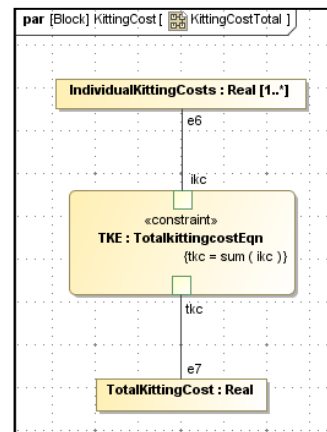 par [Block] KittingCost [ KittingCostTotal ]
IndividualKittingCosts : Real [1..*]
e6
ikc
«constraint»
TKE : TotalkittingcostEqn
{tkc = sum ( ikc )}
tkc
e7
TotalKittingCost : Real